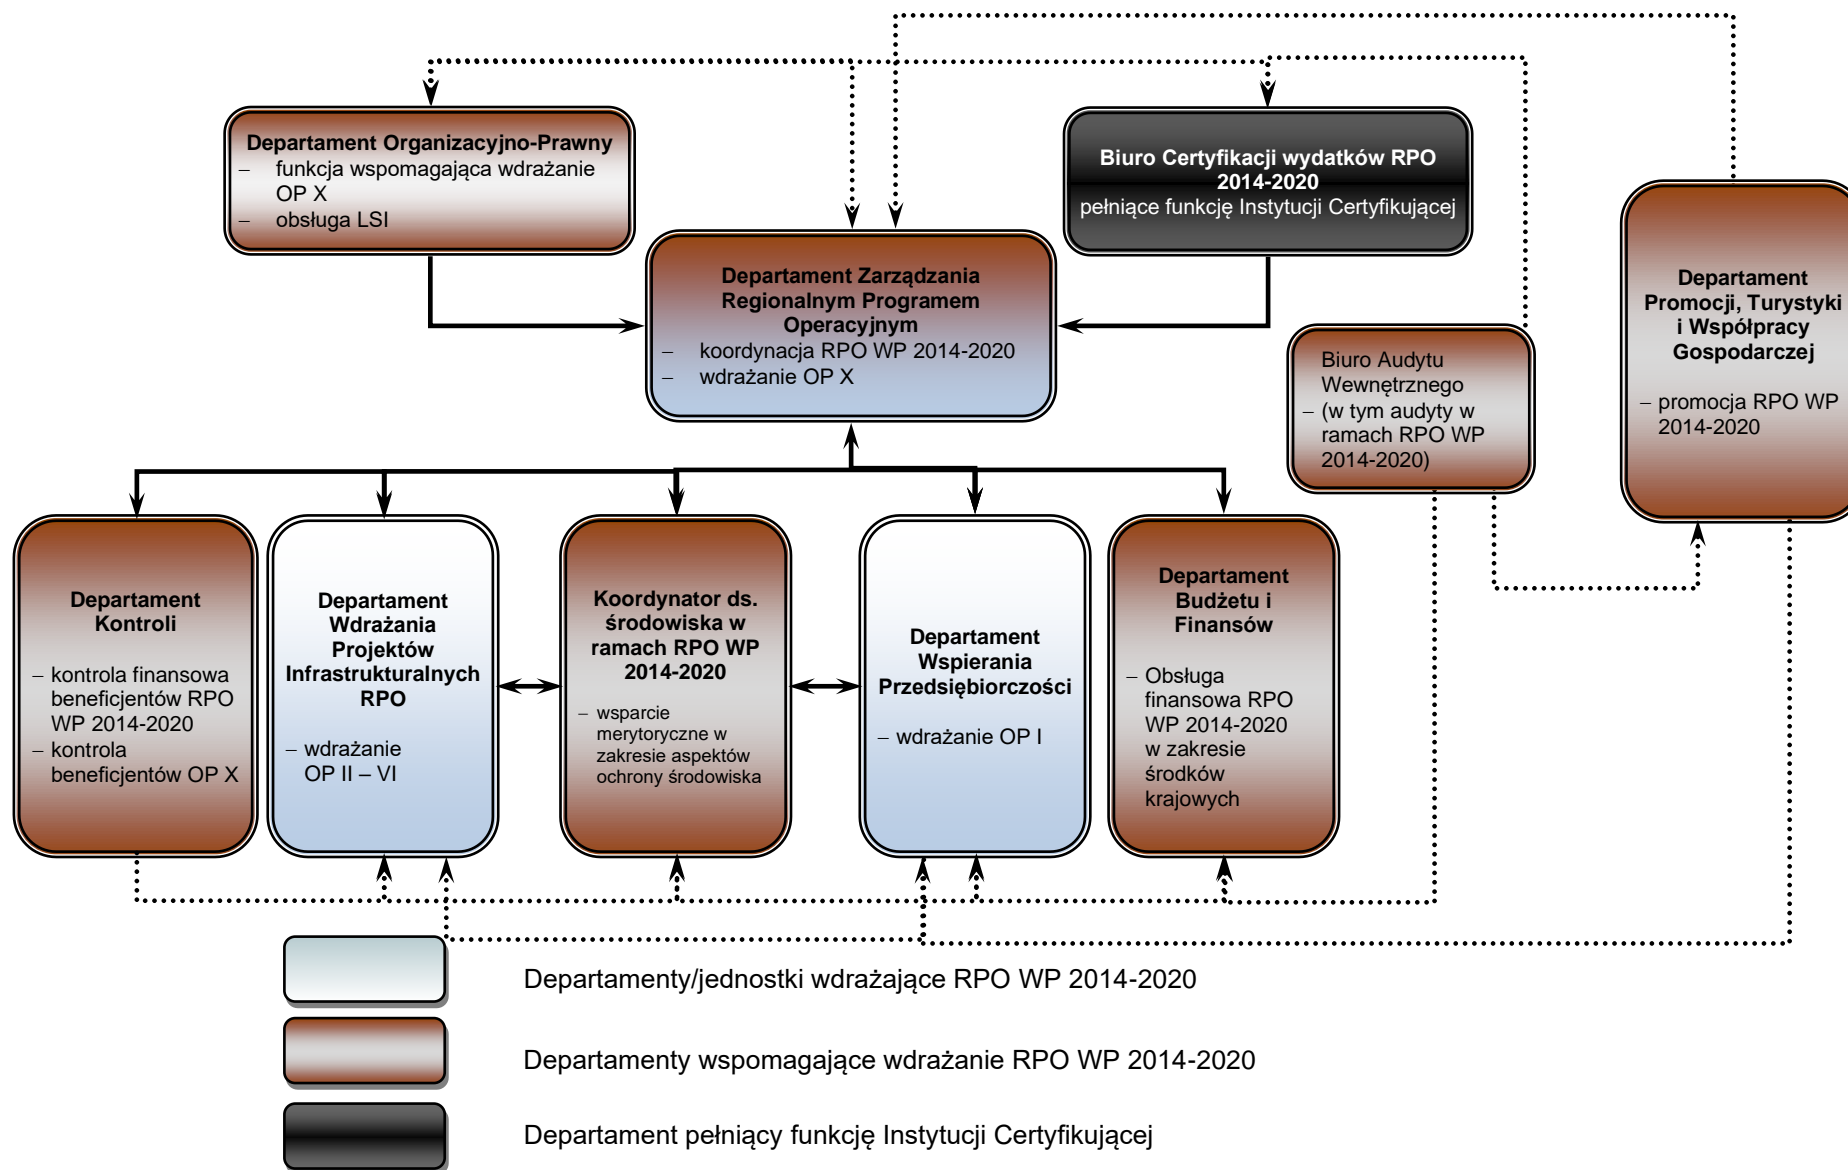 Departament Organizacyjno-Prawny
– funkcja wspomagająca wdrażanie
OP X
– obsługa LSI
Biuro Certyfikacji wydatków RPO
2014-2020
pełniące funkcję Instytucji Certyfikującej
Departament Zarządzania
Regionalnym Programem
Operacyjnym
– koordynacja RPO WP 2014-2020
– wdrażanie OP X
Biuro Audytu
Wewnętrznego
– (w tym audyty w
ramach RPO WP
2014-2020)
Departament
Promocji, Turystyki
i Współpracy
Gospodarczej
– promocja RPO WP
2014-2020
Departament
Kontroli
– kontrola finansowa
beneficjentów RPO
WP 2014-2020
– kontrola
beneficjentów OP X
Departament
Wdrażania
Projektów
Infrastrukturalnych
RPO
– wdrażanie
OP II – VI
Koordynator ds.
środowiska w
ramach RPO WP
2014-2020
– wsparcie
merytoryczne w
zakresie aspektów
ochrony środowiska
Departament
Wspierania
Przedsiębiorczości
– wdrażanie OP I
Departament
Budżetu i
Finansów
– Obsługa
finansowa RPO
WP 2014-2020
w zakresie
środków
krajowych
Departamenty/jednostki wdrażające RPO WP 2014-2020
Departamenty wspomagające wdrażanie RPO WP 2014-2020
Departament pełniący funkcję Instytucji Certyfikującej